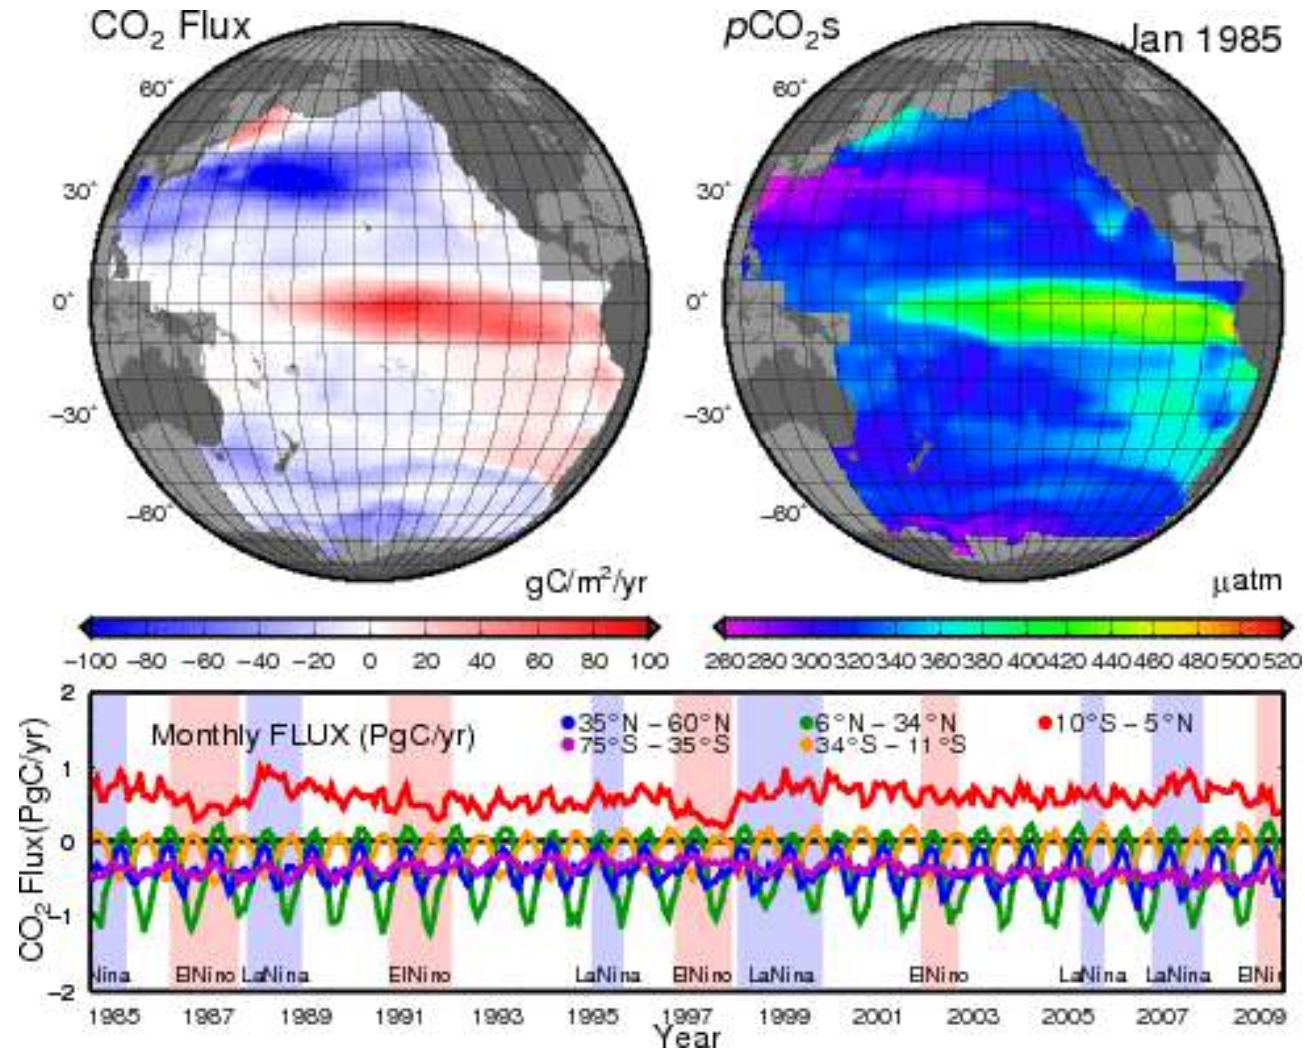 CO₂ Flux
pCO₂s
Jan 1985
60°
30°
0°
−30°
−60°
60°
30°
0°
−30°
−60°
gC/m²/yr
μatm
−100 −80 −60 −40 −20 0 20 40 60 80 100
260 280 300 320 340 360 380 400 420 440 460 480 500 520
Monthly FLUX (PgC/yr)
35°N − 60°N
6°N − 34°N
10°S − 5°N
75°S − 35°S
34°S − 11°S
CO₂ Flux(PgC/yr)
2
1
0
−1
−2
Nina ElNino LaNina ElNino LaNina ElNino LaNina ElNino LaNina LaNina ElNin
1985 1987 1989 1991 1993 1995 1997 1999 2001 2003 2005 2007 2009
Year